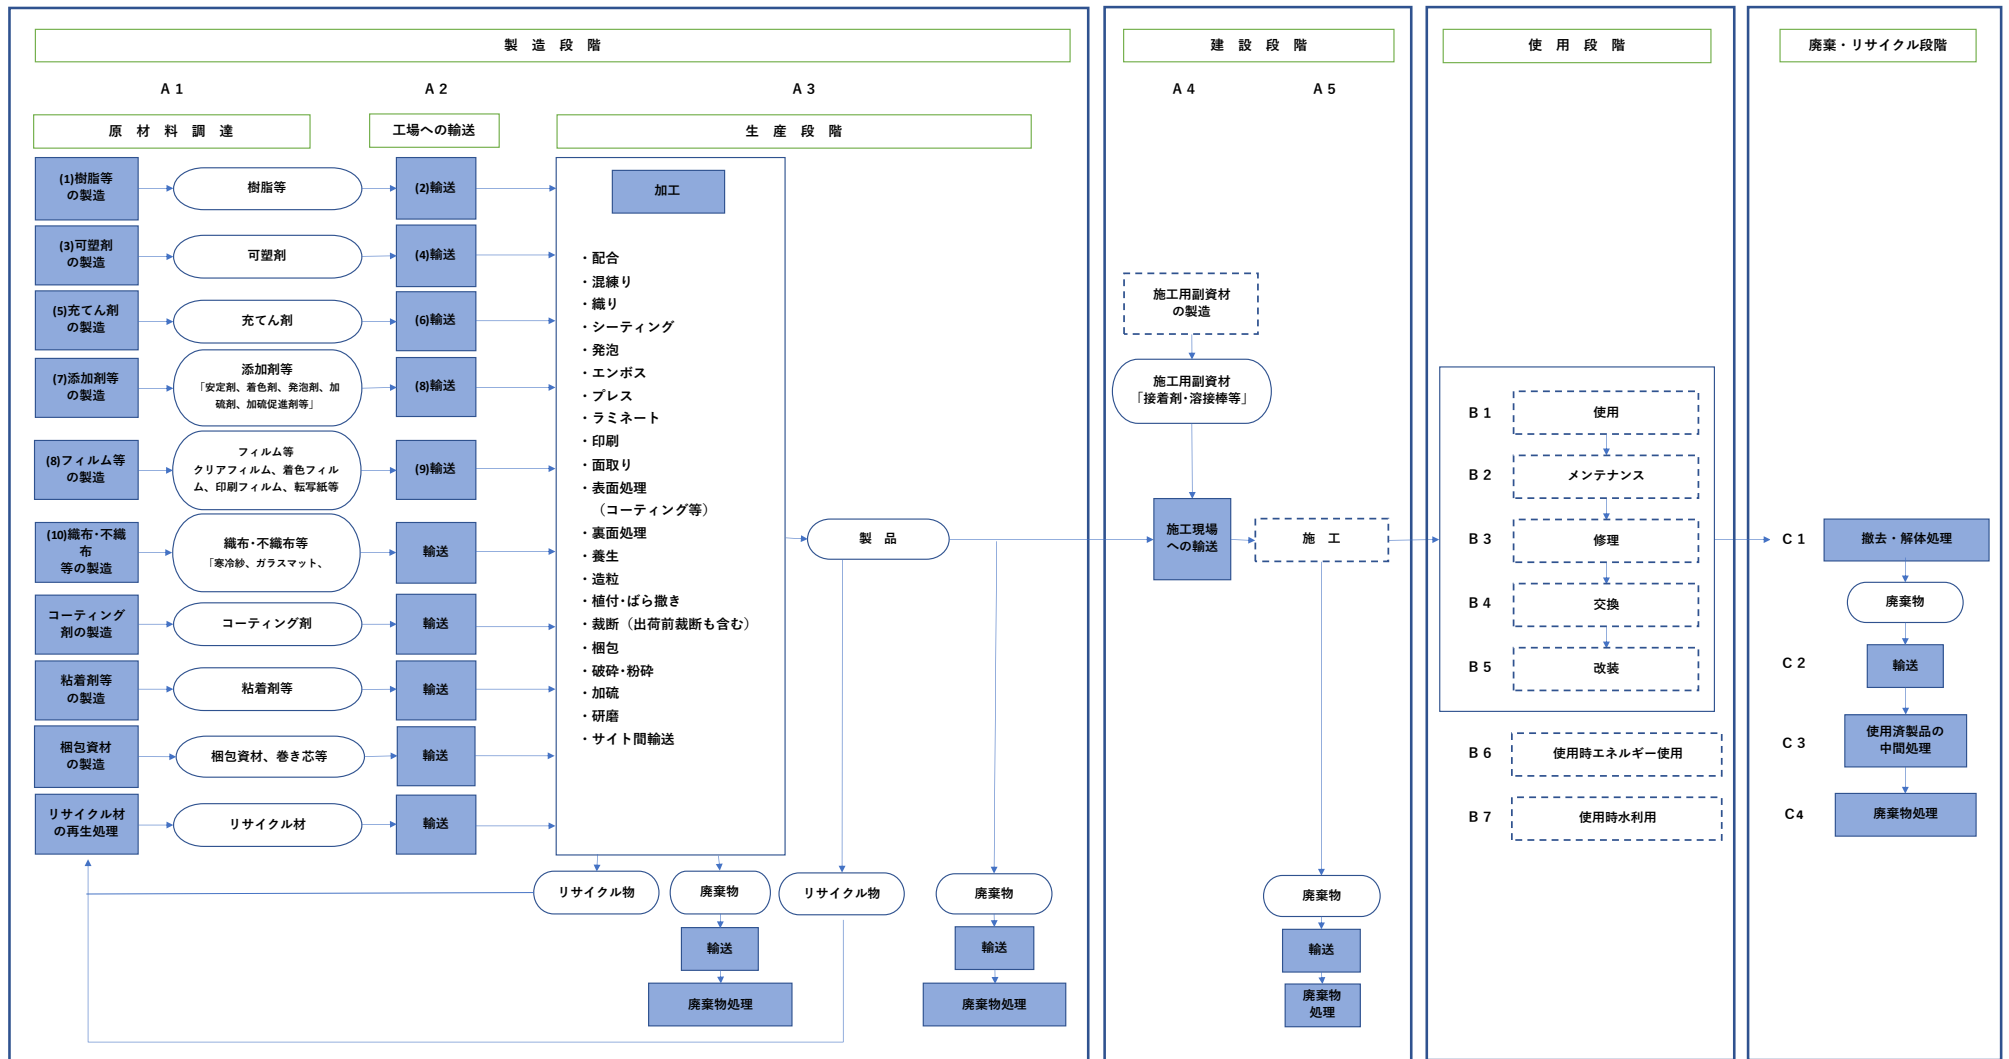 製 造 段 階
A 1
A 2
A 3
原 材 料 調 達
工場への輸送
生 産 段 階
(1)樹脂等
の製造
樹脂等
(2)輸送
(3)可塑剤
の製造
可塑剤
(4)輸送
(5)充てん剤
の製造
充てん剤
(6)輸送
(7)添加剤等
の製造
添加剤等
「安定剤、着色剤、発泡剤、加
硫剤、加硫促進剤等」
(8)輸送
(8)フィルム等
の製造
フィルム等
クリアフィルム、着色フィル
ム、印刷フィルム、転写紙等
(9)輸送
(10)織布・不織
布
等の製造
織布・不織布等
「寒冷紗、ガラスマット、
輸送
コーティング
剤の製造
コーティング剤
輸送
粘着剤等
の製造
粘着剤等
輸送
梱包資材
の製造
梱包資材、巻き芯等
輸送
リサイクル材
の再生処理
リサイクル材
輸送
加工
・配合
・混練り
・織り
・シーティング
・発泡
・エンボス
・プレス
・ラミネート
・印刷
・面取り
・表面処理
（コーティング等）
・裏面処理
・養生
・造粒
・植付・ばら撒き
・裁断（出荷前裁断も含む）
・梱包
・破砕・粉砕
・加硫
・研磨
・サイト間輸送
製 品
リサイクル物
廃棄物
輸送
廃棄物処理
リサイクル物
廃棄物
輸送
廃棄物処理
建 設 段 階
A 4
A 5
施工用副資材
の製造
施工用副資材
「接着剤・溶接棒等」
施工現場
への輸送
施 工
廃棄物
輸送
廃棄物
処理
使 用 段 階
B 1
使用
B 2
メンテナンス
B 3
修理
B 4
交換
B 5
改装
B 6
使用時エネルギー使用
B 7
使用時水利用
廃棄・リサイクル段階
C 1
撤去・解体処理
廃棄物
C 2
輸送
C 3
使用済製品の
中間処理
C4
廃棄物処理